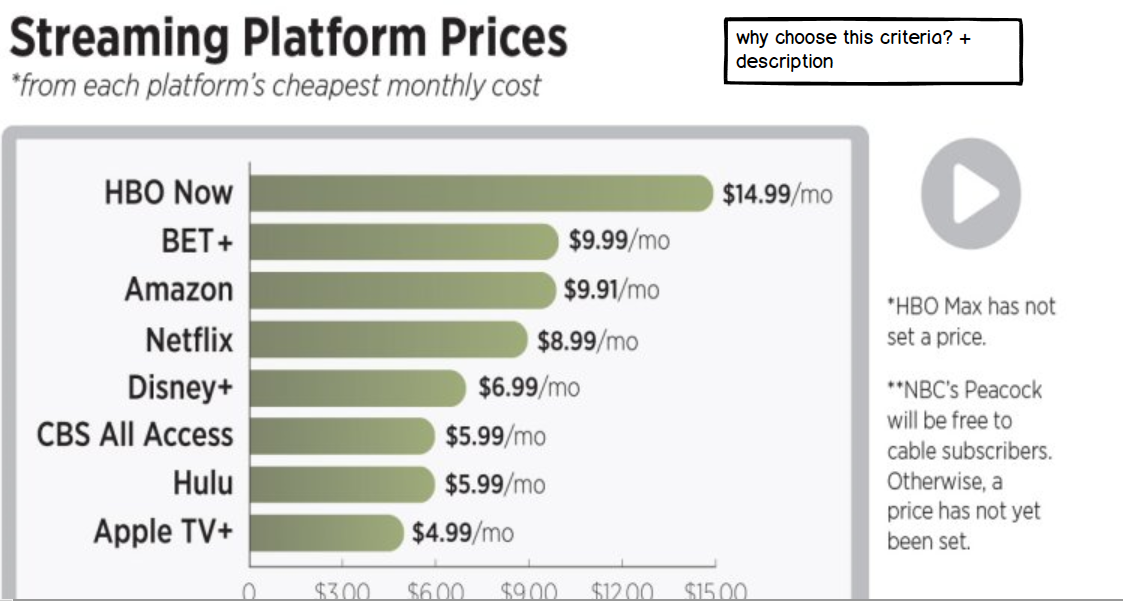 Streaming Platform Prices
*from each platform's cheapest monthly cost
why choose this criteria? +
description
HBO Now $14.99/mo
BET+ $9.99/mo
Amazon $9.91/mo
Netflix $8.99/mo
Disney+ $6.99/mo
CBS All Access $5.99/mo
Hulu $5.99/mo
Apple TV+ $4.99/mo
0 $3.00 $6.00 $9.00 $12.00 $15.00
*HBO Max has not
set a price.
**NBC's Peacock
will be free to
cable subscribers.
Otherwise, a
price has not yet
been set.